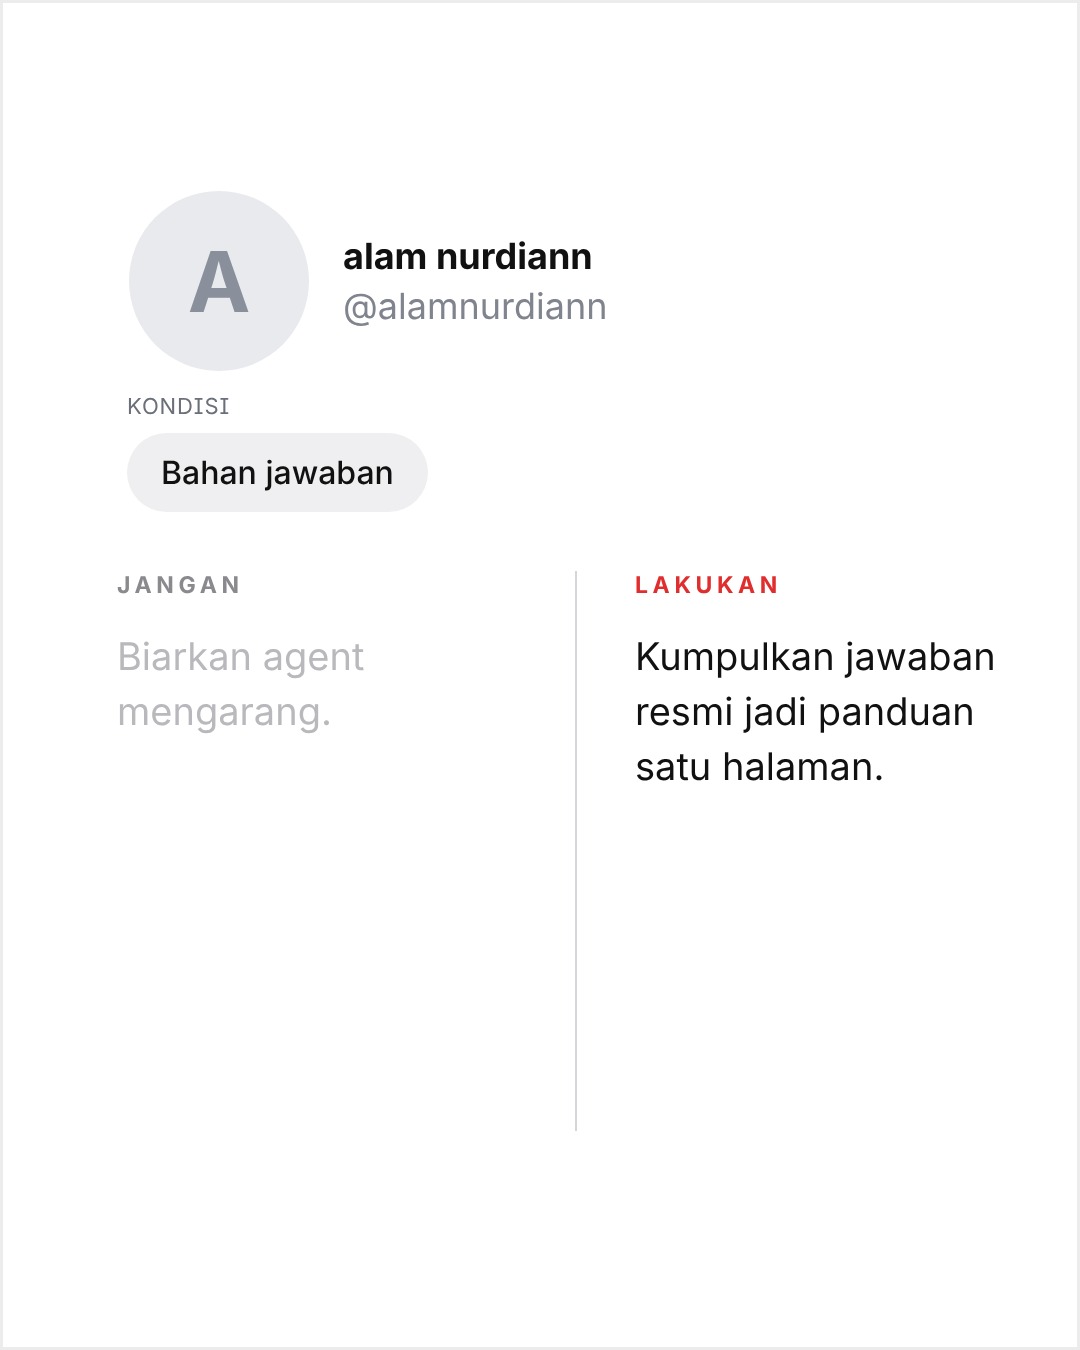 A
alam nurdiann
@alamnurdiann
KONDISI
Bahan jawaban
JANGAN
Biarkan agent
mengarang.
LAKUKAN
Kumpulkan jawaban
resmi jadi panduan
satu halaman.